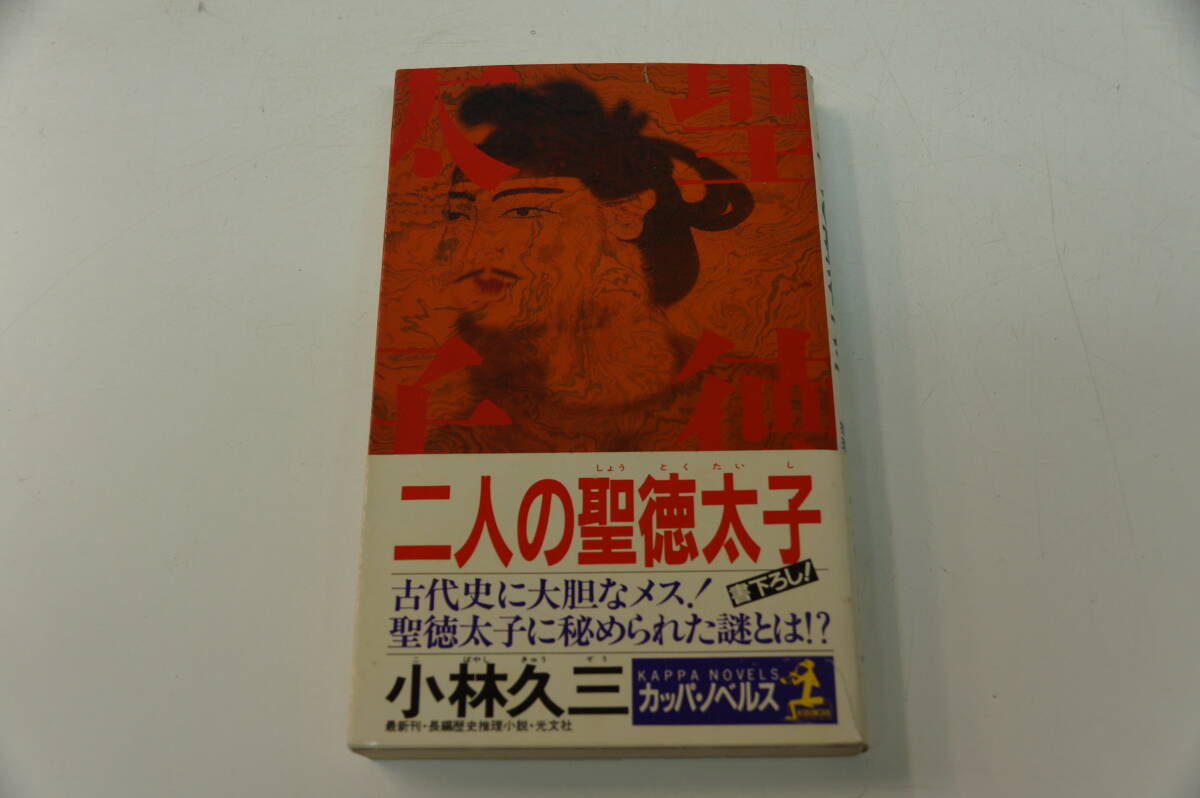 聖徳
太子
しょうとくたいし
二人の聖徳太子
古代史に大胆なメス!
書下ろし!
聖徳太子に秘められた謎とは!?
こばやしきゅうぞう
小林久三
KAPPA NOVELS
カッパ・ノベルス
最新刊・長編歴史推理小説・光文社